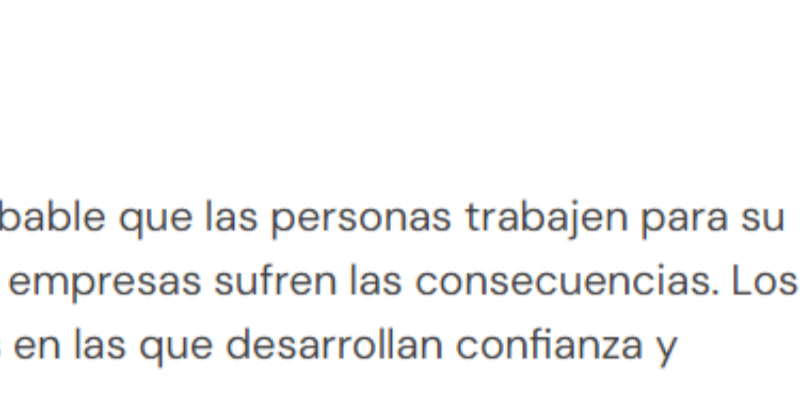 bable que las personas trabajen para su
empresas sufren las consecuencias. Los
en las que desarrollan confianza y